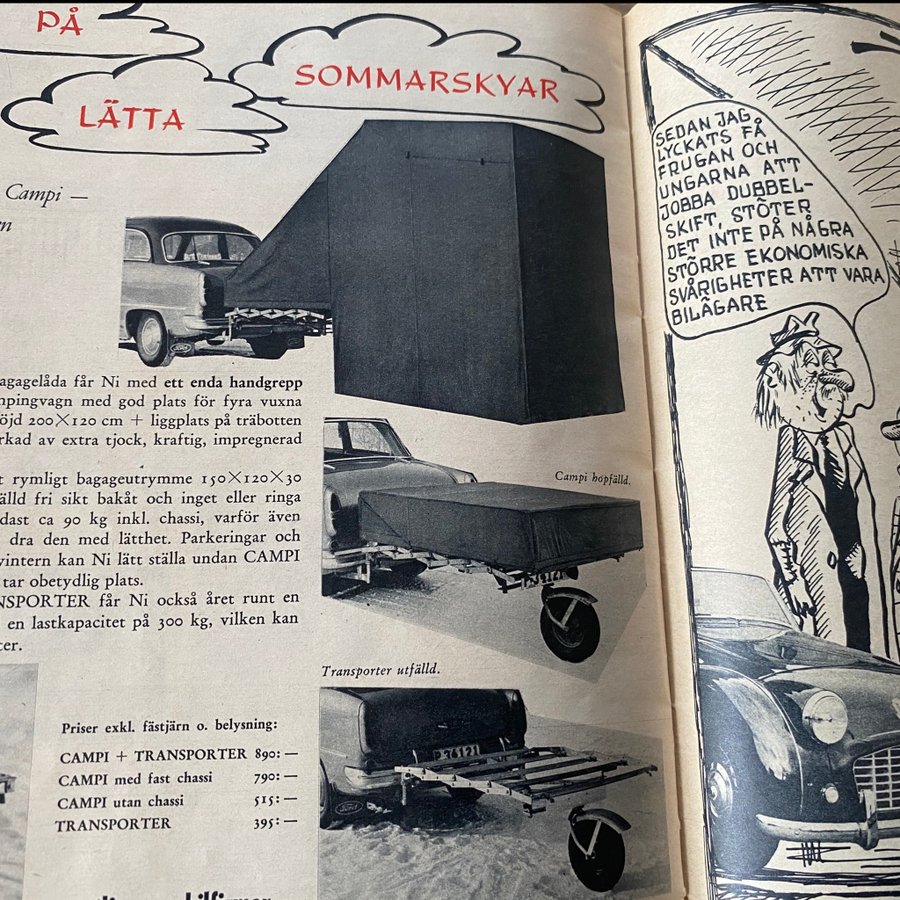 PÅ
LÄTTA
SOMMARSKYAR
Campi —
agagelåda får Ni med ett enda handgrepp
mpingvagn med god plats för fyra vuxna
öjd 200×120 cm + liggplats på träbotten
rkad av extra tjock, kraftig, impregnerad
t rymligt bagageutrymme 150×120×30
älld fri sikt bakåt och inget eller ringa
dast ca 90 kg inkl. chassi, varför även
dra den med lätthet. Parkeringar och
vintern kan Ni lätt ställa undan CAMPI
tar obetydlig plats.
NSPORTER får Ni också året runt en
en lastkapacitet på 300 kg, vilken kan
ter.
Campi hopfälld.
P34121
Transporter utfälld.
P.36121
Ford
Priser exkl. fästjärn o. belysning:
CAMPI + TRANSPORTER 890:—
CAMPI med fast chassi 790:—
CAMPI utan chassi 515:—
TRANSPORTER 395:—
SEDAN JAG
LYCKATS FÅ
FRUGAN OCH
UNGARNA ATT
JOBBA DUBBEL-
SKIFT, STÖTER
DET INTE PÅ NÅGRA
STÖRRE EKONOMISKA
SVÅRIGHETER ATT VARA
BILÄGARE